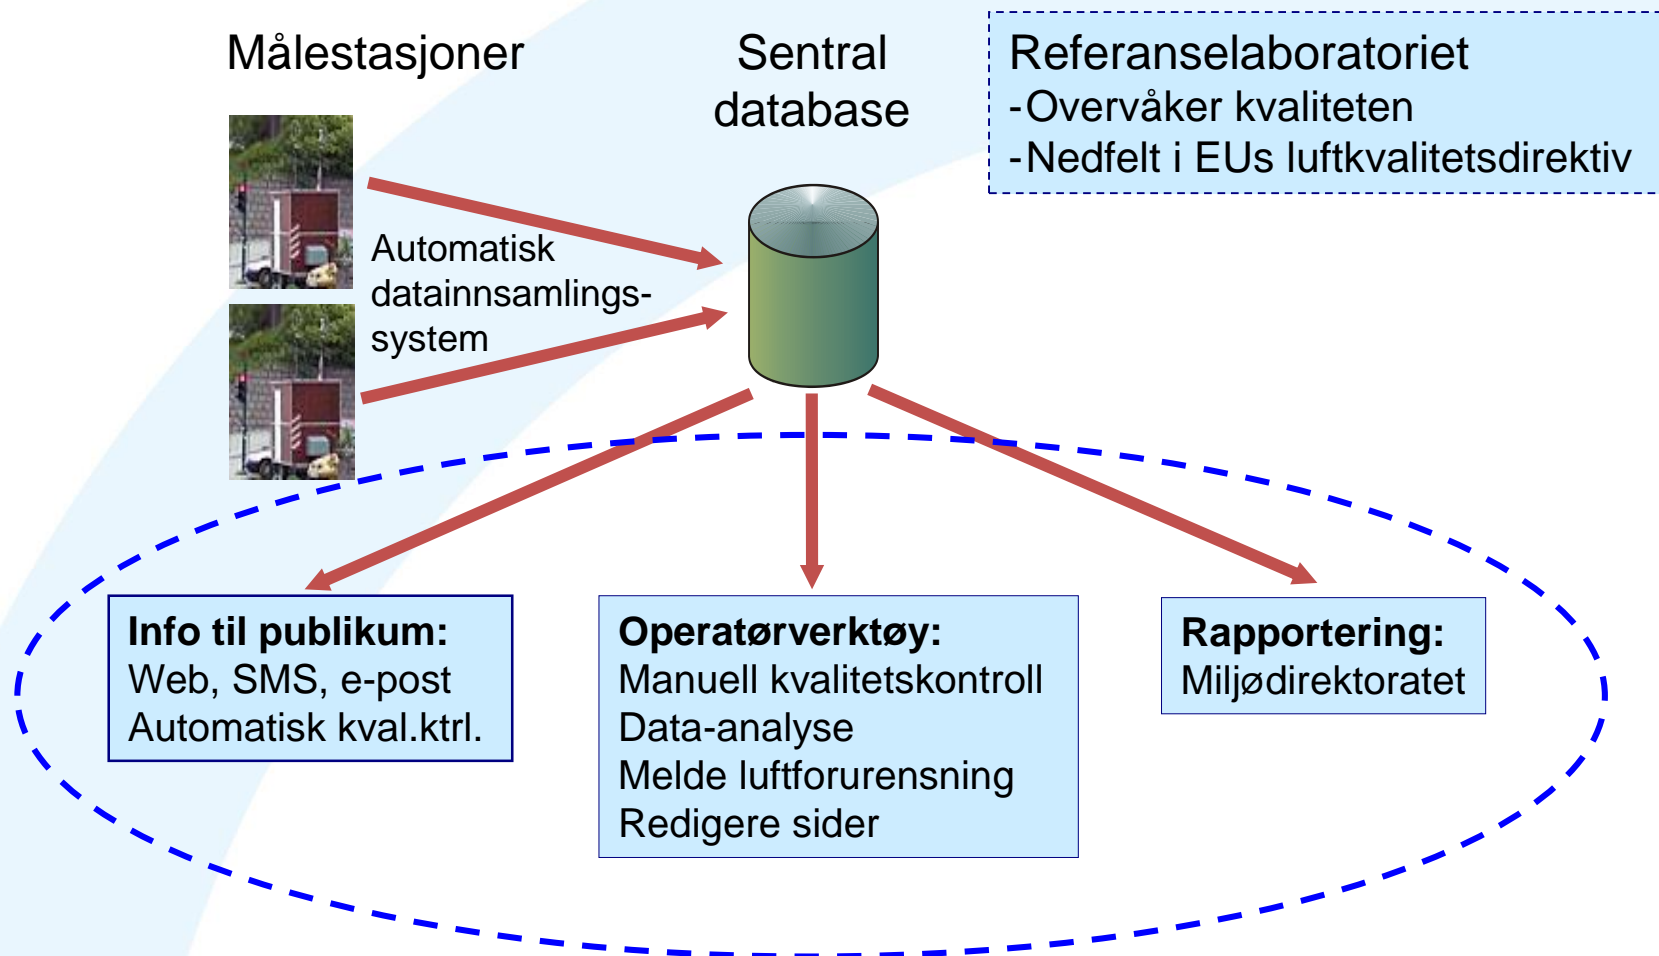 Målestasjoner
Sentral
database
Referanselaboratoriet
-Overvåker kvaliteten
-Nedfelt i EUs luftkvalitetsdirektiv
Automatisk
datainnsamlings-
system
Info til publikum:
Web, SMS, e-post
Automatisk kval.ktrl.
Operatørverktøy:
Manuell kvalitetskontroll
Data-analyse
Melde luftforurensning
Redigere sider
Rapportering:
Miljødirektoratet